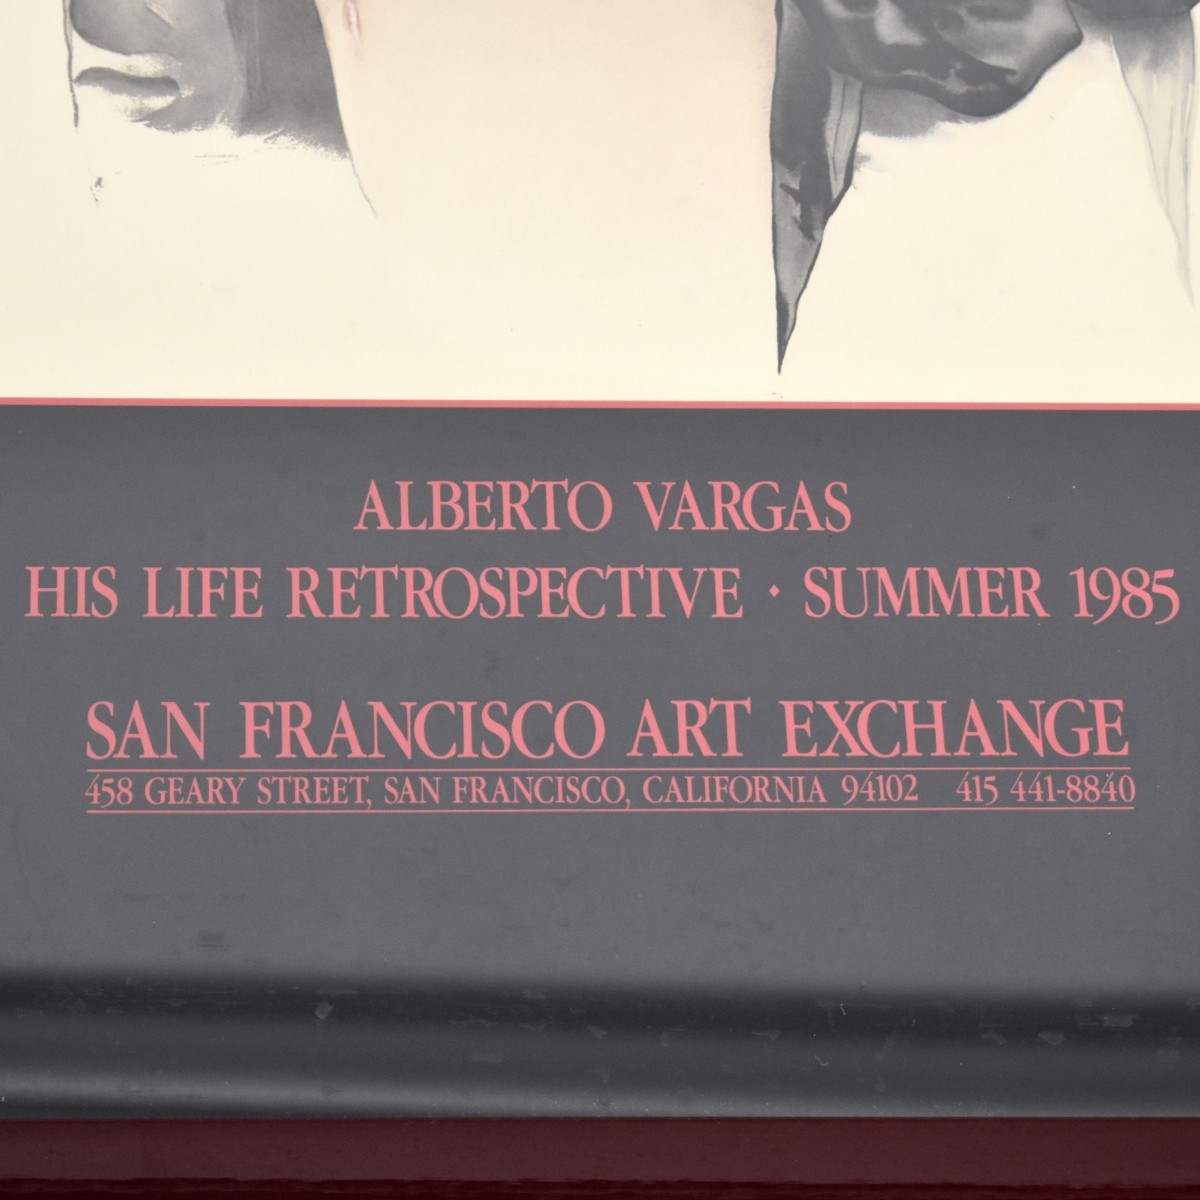 ALBERTO VARGAS
HIS LIFE RETROSPECTIVE · SUMMER 1985
SAN FRANCISCO ART EXCHANGE
458 GEARY STREET, SAN FRANCISCO, CALIFORNIA 94102 415 441-8840